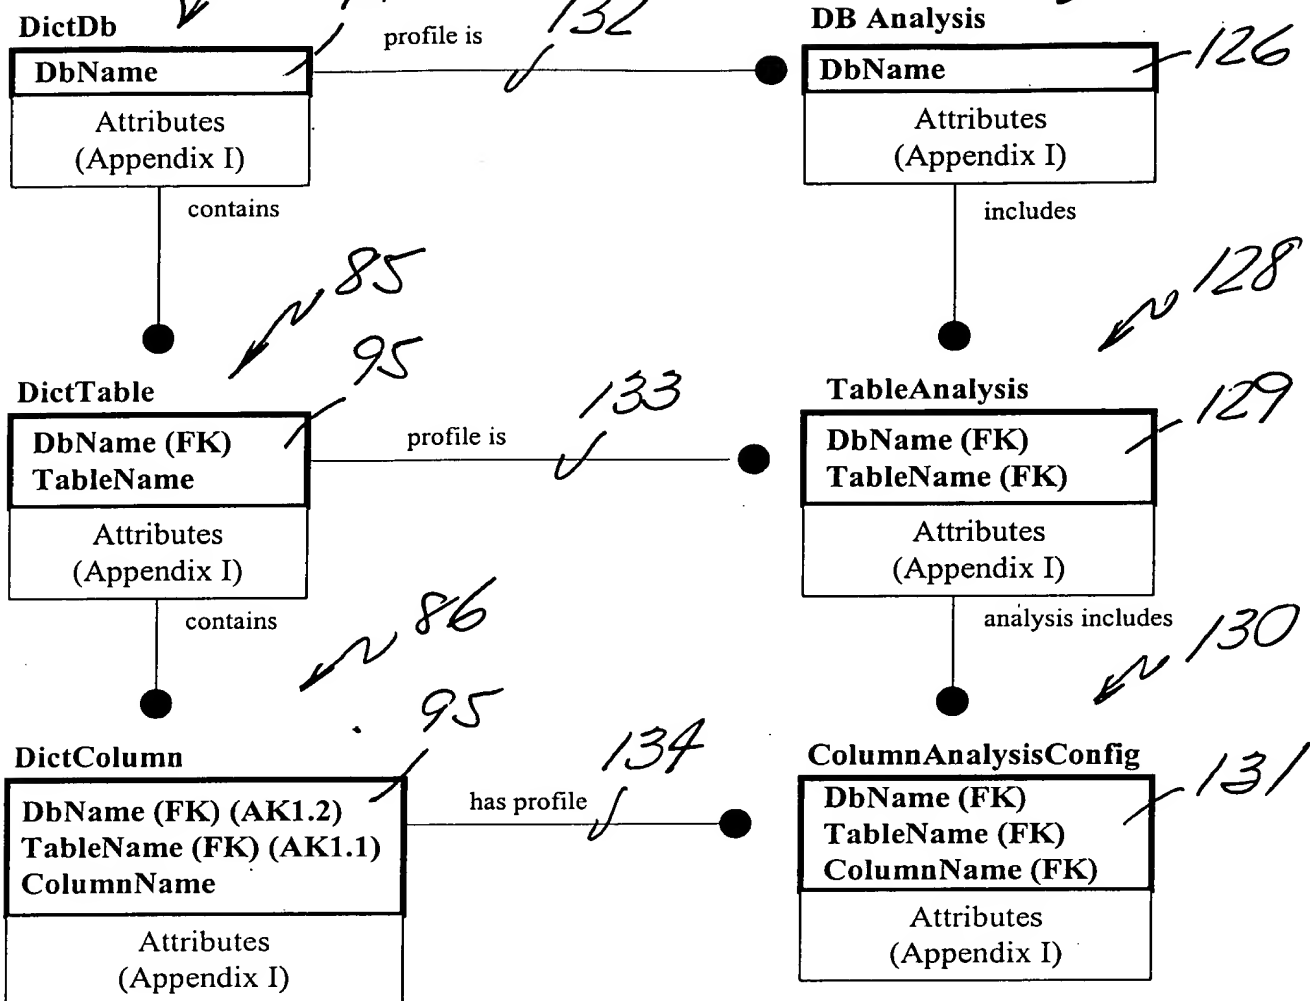 DictDb
profile is
132
DB Analysis
DbName
DbName
126
Attributes
(Appendix I)
Attributes
(Appendix I)
contains
includes
85
128
95
DictTable
133
TableAnalysis
129
DbName (FK)
TableName
profile is
DbName (FK)
TableName (FK)
Attributes
(Appendix I)
Attributes
(Appendix I)
contains
86
analysis includes
130
95
DictColumn
134
ColumnAnalysisConfig
131
DbName (FK) (AK1.2)
TableName (FK) (AK1.1)
ColumnName
has profile
DbName (FK)
TableName (FK)
ColumnName (FK)
Attributes
(Appendix I)
Attributes
(Appendix I)